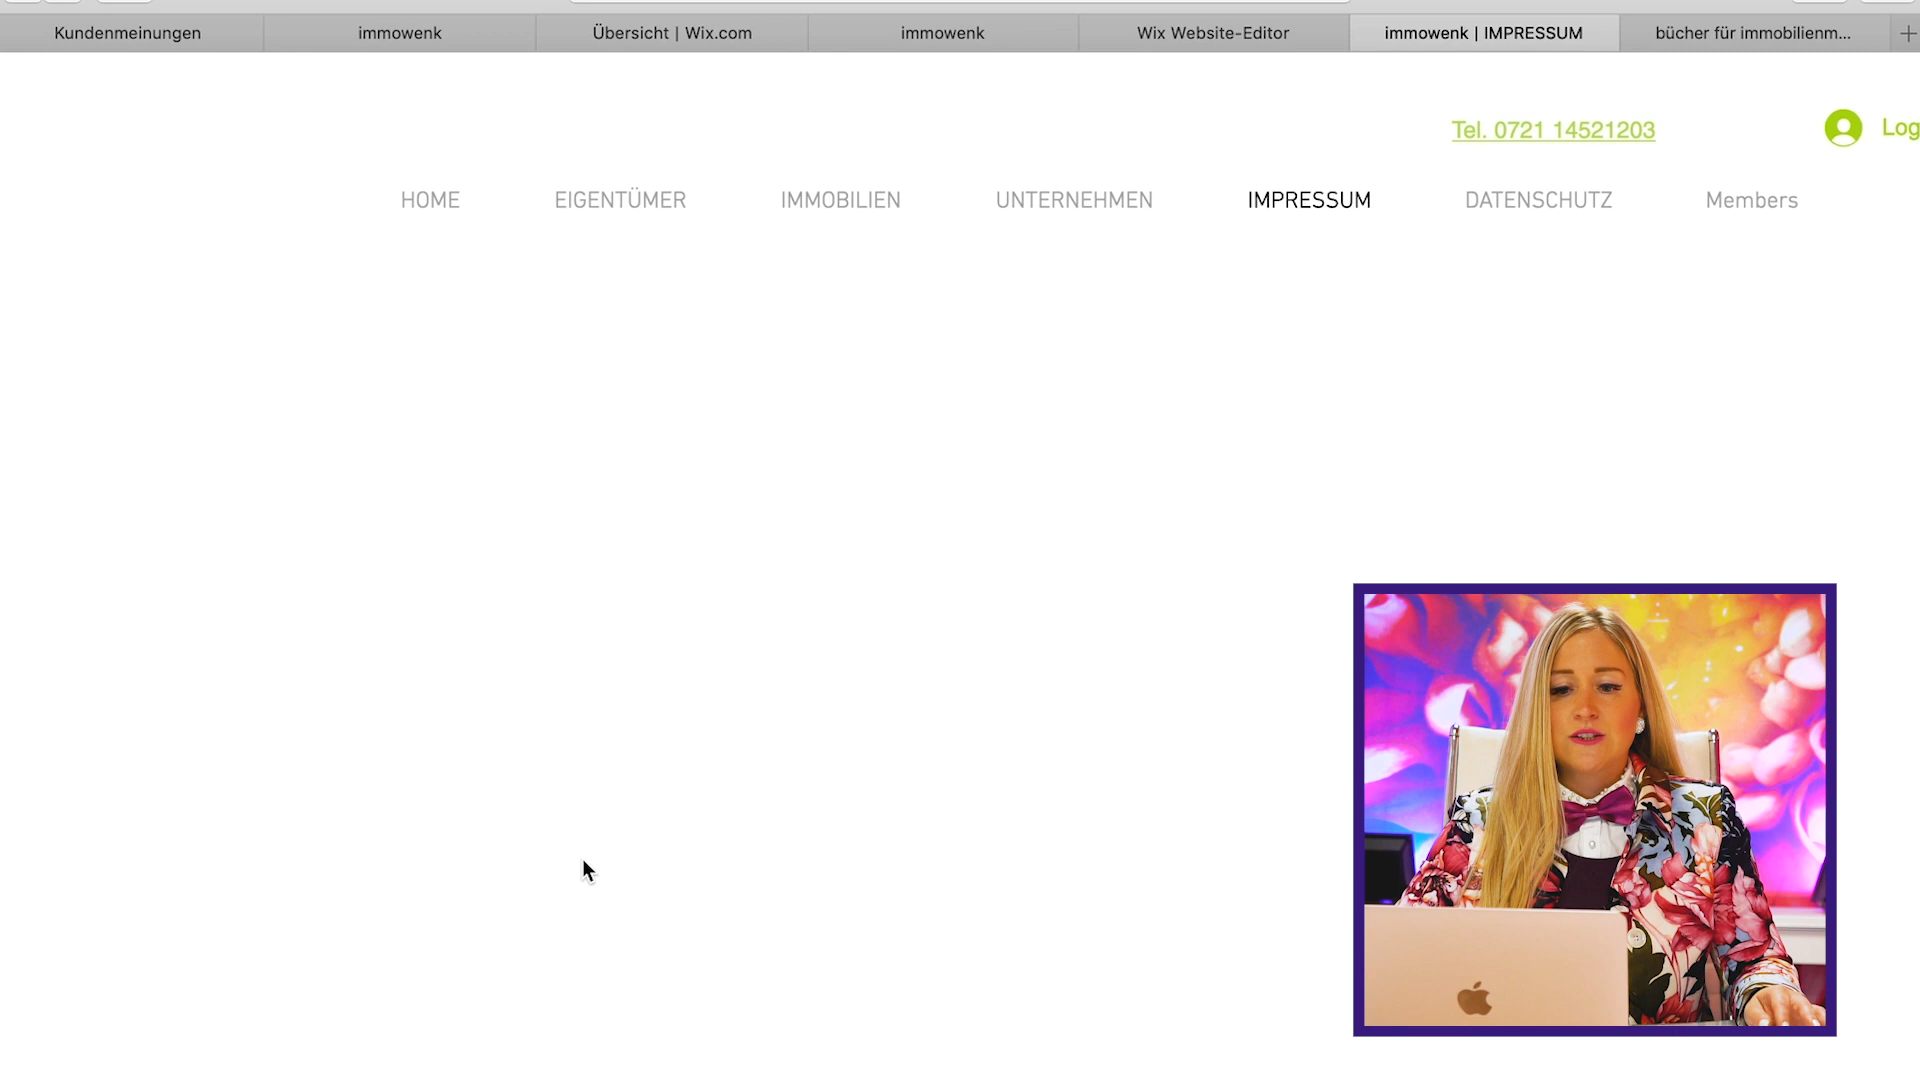 Kundenmeinungen
immowenk
Übersicht | Wix.com
immowenk
Wix Website-Editor
immowenk | IMPRESSUM
bücher für immobilienm...
Tel. 0721 14521203
Log
HOME
EIGENTÜMER
IMMOBILIEN
UNTERNEHMEN
IMPRESSUM
DATENSCHUTZ
Members